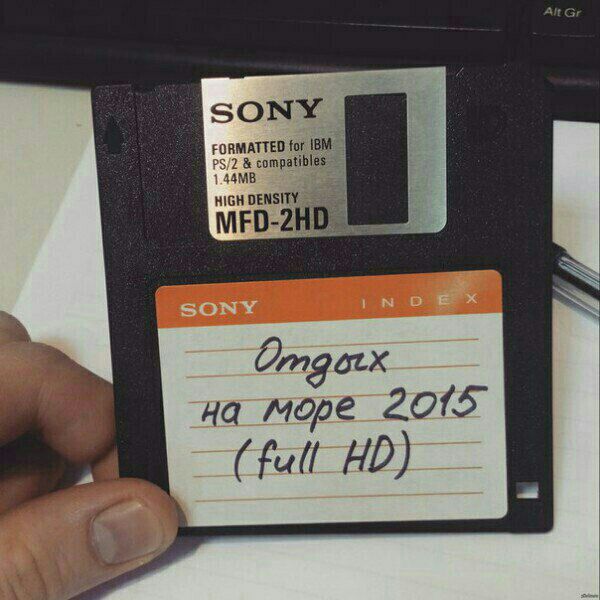 Alt Gr
SONY
FORMATTED for IBM
PS/2 & compatibles
1.44MB
HIGH DENSITY
MFD-2HD
SONY INDEX
Отдых
на море 2015
(full HD)